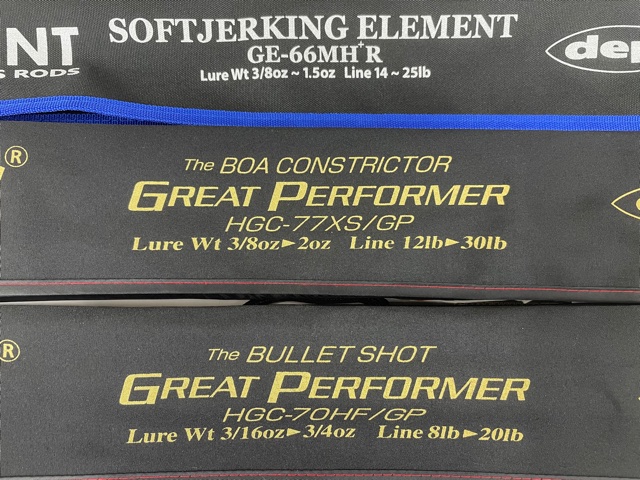 SOFTJERKING ELEMENT
GE-66MH+R
Lure Wt 3/8oz ~ 1.5oz Line 14 ~ 25lb
RODS
dep
®
The BOA CONSTRICTOR
GREAT PERFORMER
HGC-77XS/GP
Lure Wt 3/8oz►2oz Line 12lb►30lb
®
The BULLET SHOT
GREAT PERFORMER
HGC-70HF/GP
Lure Wt 3/16oz►3/4oz Line 8lb►20lb